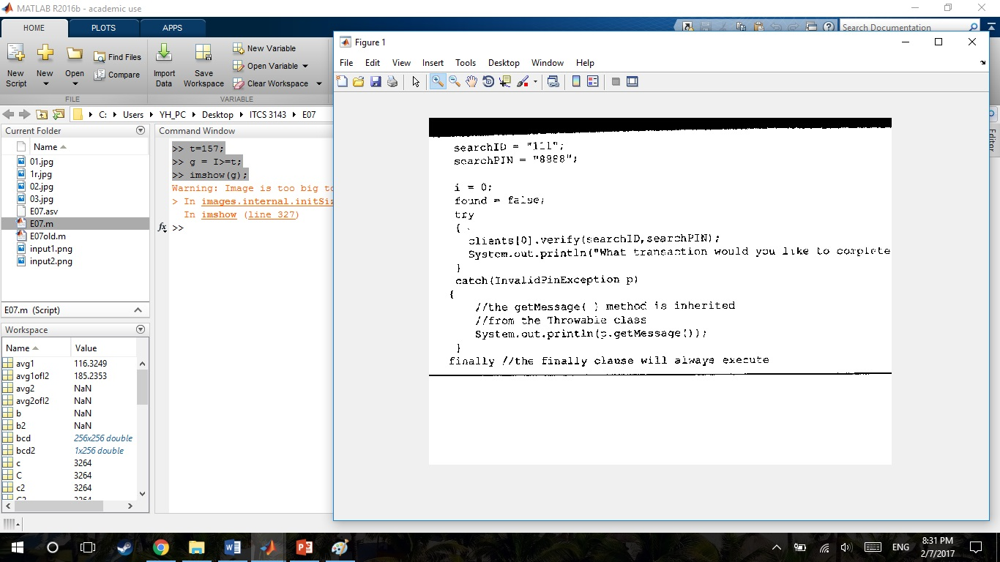 MATLAB R2016b - academic use
HOME
PLOTS
APPS
Search Documentation
New Script
New
Open
Find Files
Compare
Import Data
Save Workspace
New Variable
Open Variable
Clear Workspace
FILE
VARIABLE
C: Users YH_PC Desktop ITCS 3143 E07
Current Folder
Name
01.jpg
1r.jpg
02.jpg
03.jpg
E07.asv
E07.m
E07old.m
input1.png
input2.png
E07.m (Script)
Workspace
Name Value
avg1 116.3249
avg1ofI2 185.2353
avg2 NaN
avg2ofI2 NaN
b NaN
b2 NaN
bcd 256x256 double
bcd2 1x256 double
c 3264
C 3264
c2 3264
Command Window
>> t=157;
>> g = I>=t;
>> imshow(g);
Warning: Image is too big to
> In images.internal.initSiz
In imshow (line 327)
fx >>
Editor
Figure 1
File Edit View Insert Tools Desktop Window Help
searchID = "111";
searchPIN = "8988";
i = 0;
found = false;
try
{
clients[0].verify(searchID,searchPIN);
System.out.println("What transaction would you like to complete
}
catch(InvalidPinException p)
{
//the getMessage( ) method is inherited
//from the Throwable class
System.out.println(p.getMessage());
}
finally //the finally clause will always execute
ENG
8:31 PM
2/7/2017